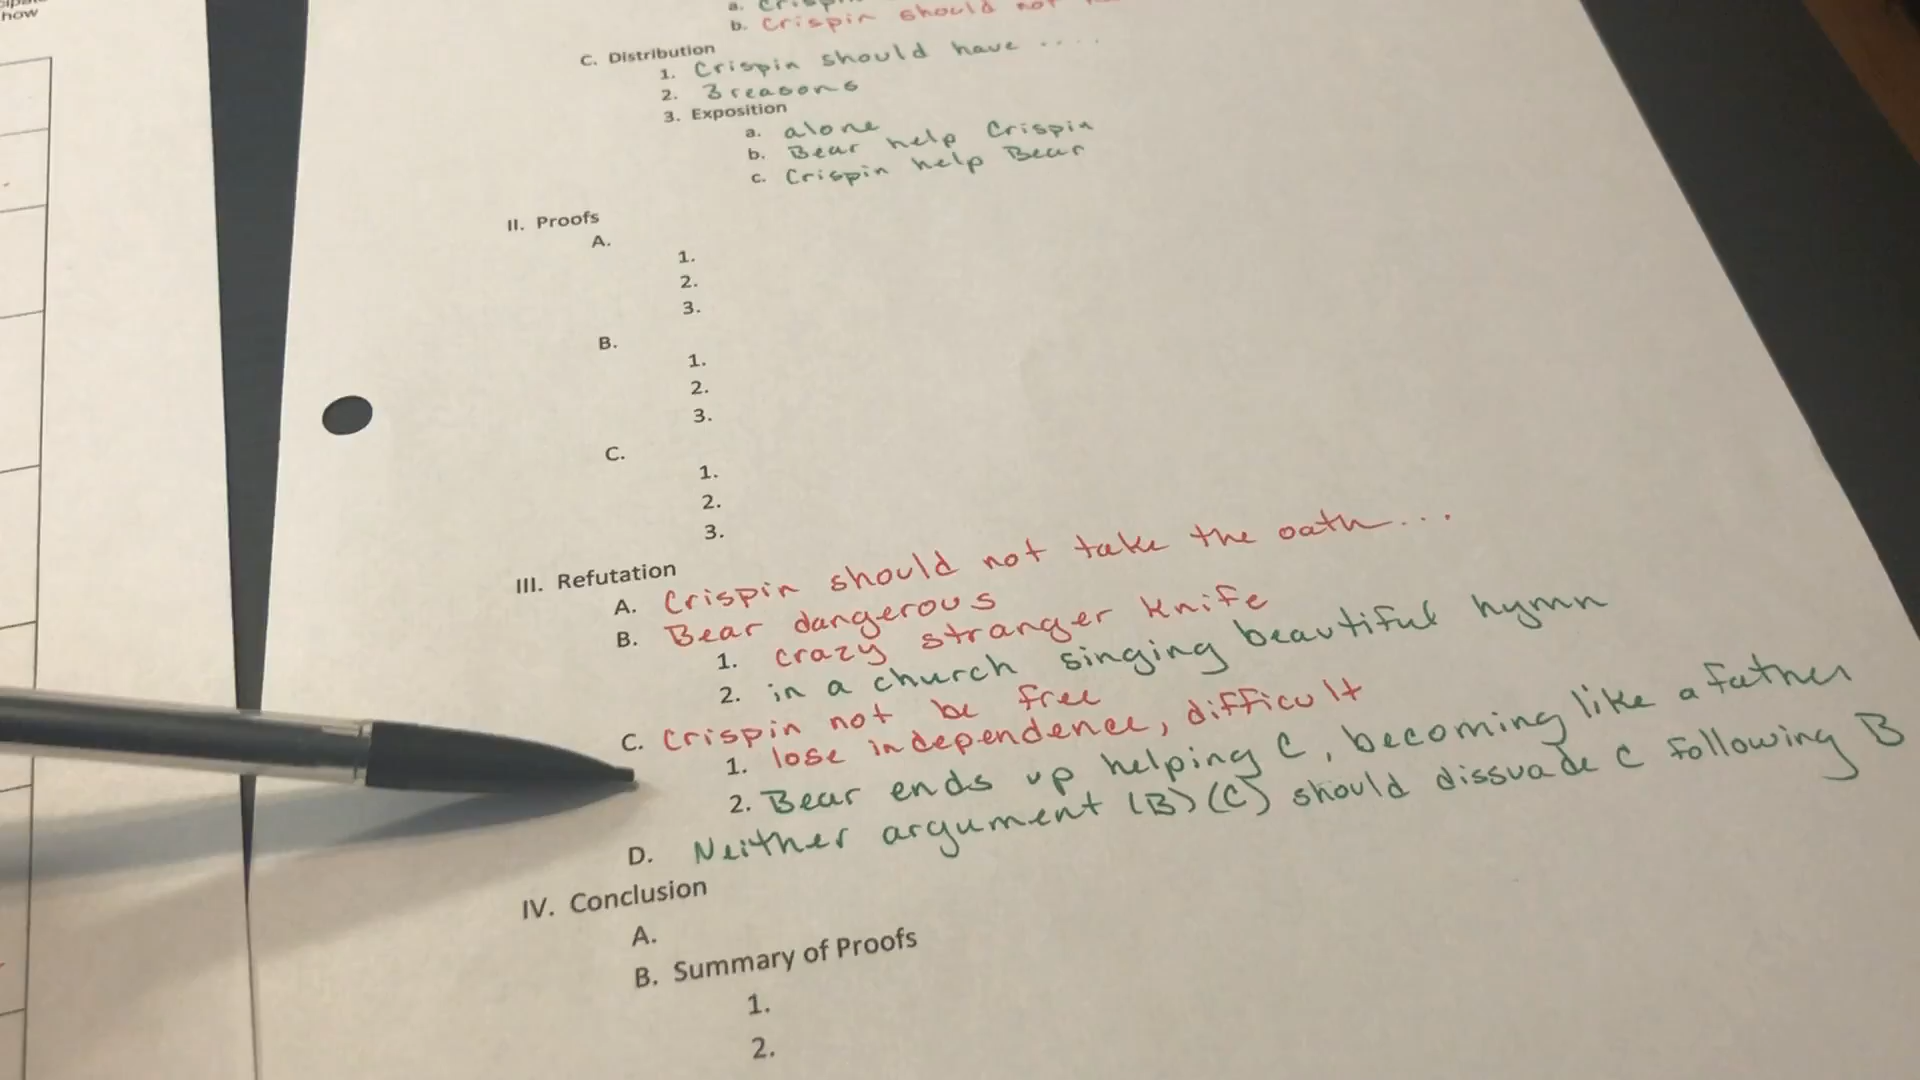 how
b. Crispin should not
C. Distribution
1. Crispin should have ....
2. 3 reasons
3. Exposition
a. alone
b. Bear help Crispin
c. Crispin help Bear
II. Proofs
A.
1.
2.
3.
B.
1.
2.
3.
C.
1.
2.
3.
III. Refutation
A. Crispin should not take the oath...
B. Bear dangerous
1. crazy stranger knife
2. in a church singing beautiful hymn
C. Crispin not be free
1. lose independence, difficult
2. Bear ends up helping C, becoming like a father
D. Neither argument (B)(C) should dissuade C following B
IV. Conclusion
A.
B. Summary of Proofs
1.
2.